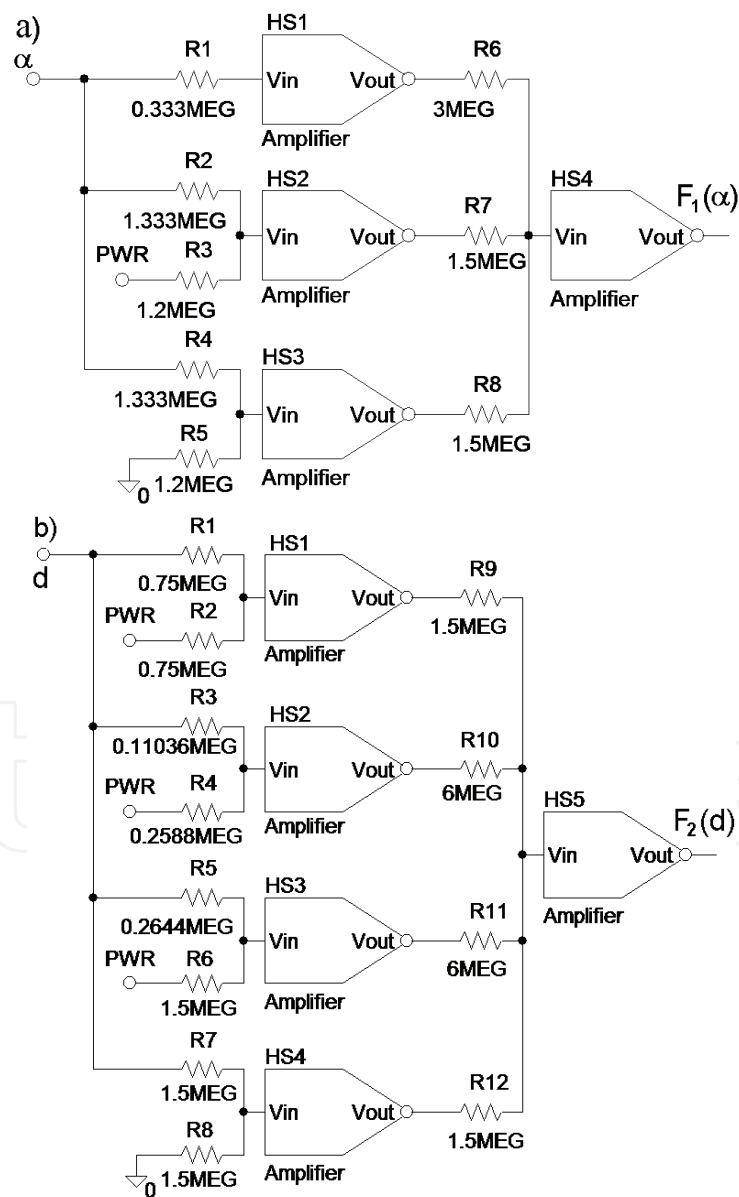 a)
α
R1
0.333MEG
HS1
Vin
Vout
Amplifier
R6
3MEG
R2
1.333MEG
PWR
R3
1.2MEG
HS2
Vin
Vout
Amplifier
R7
1.5MEG
HS4
Vin
Vout
Amplifier
F1(α)
R4
1.333MEG
R5
0
1.2MEG
HS3
Vin
Vout
Amplifier
R8
1.5MEG
b)
d
R1
0.75MEG
PWR
R2
0.75MEG
HS1
Vin
Vout
Amplifier
R9
1.5MEG
R3
0.11036MEG
PWR
R4
0.2588MEG
HS2
Vin
Vout
Amplifier
R10
6MEG
HS5
Vin
Vout
Amplifier
F2(d)
R5
0.2644MEG
PWR
R6
1.5MEG
HS3
Vin
Vout
Amplifier
R11
6MEG
R7
1.5MEG
R8
0
1.5MEG
HS4
Vin
Vout
Amplifier
R12
1.5MEG